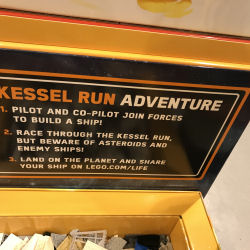 KESSEL RUN ADVENTURE
1. PILOT AND CO-PILOT JOIN FORCES
TO BUILD A SHIP!
2. RACE THROUGH THE KESSEL RUN,
BUT BEWARE OF ASTEROIDS AND
ENEMY SHIPS!
3. LAND ON THE PLANET AND SHARE
YOUR SHIP ON LEGO.COM/LIFE